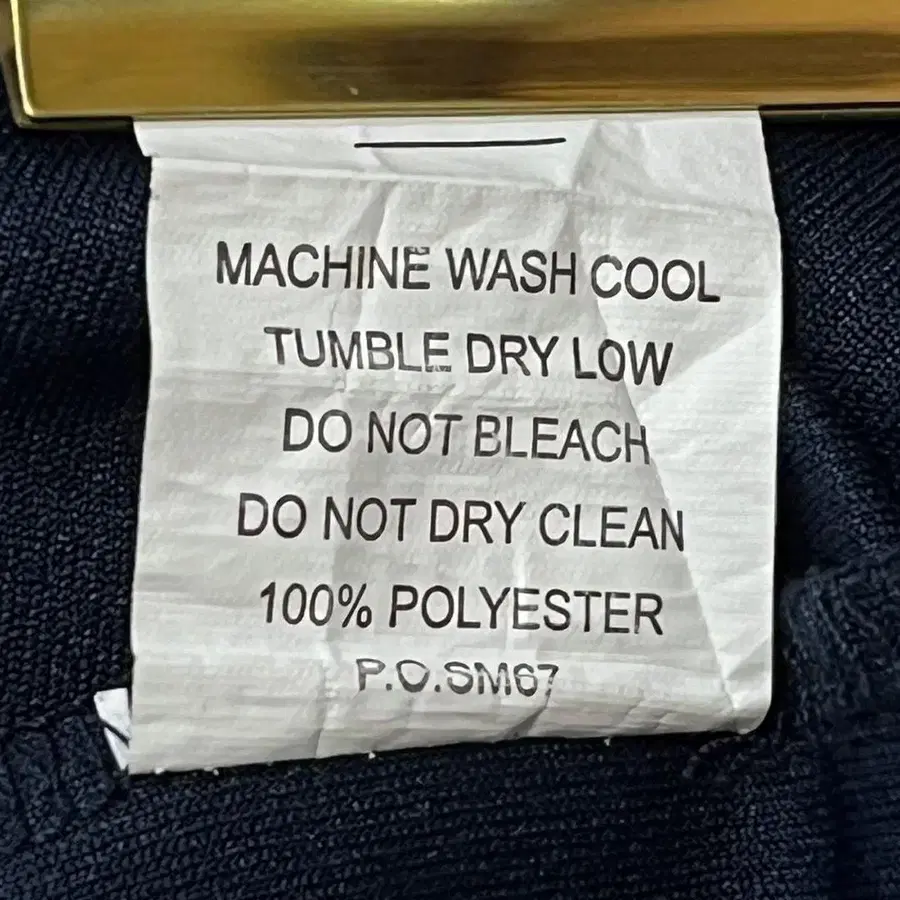 MACHINE WASH COOL
TUMBLE DRY LOW
DO NOT BLEACH
DO NOT DRY CLEAN
100% POLYESTER
P.O.SM67